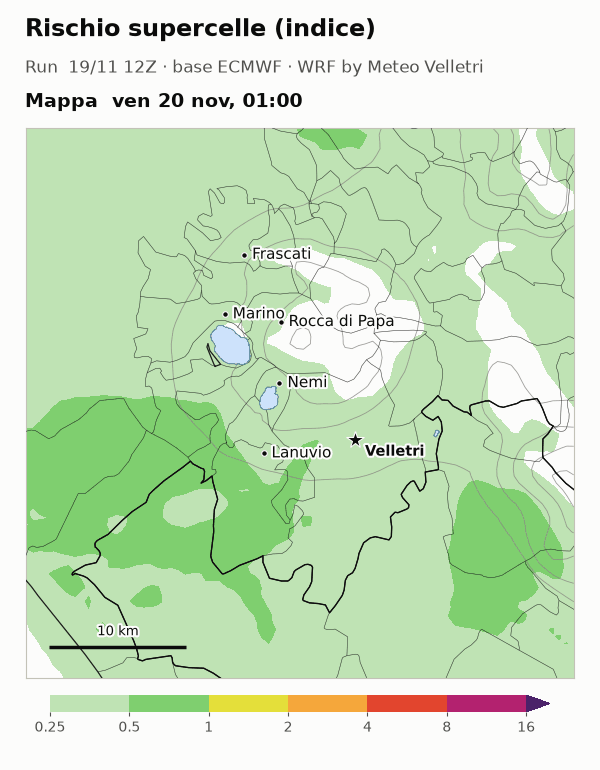 Rischio supercelle (indice)
Run  19/11 12Z · base ECMWF · WRF by Meteo Velletri
Mappa  ven 20 nov, 01:00
Frascati
Marino
Rocca di Papa
Nemi
Velletri
Lanuvio
10 km
0.25 0.5 1 2 4 8 16